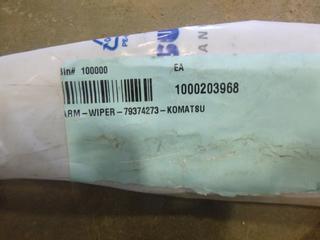 Bin# 100000
EA
1000203968
ARM-WIPER-79374273-KOMATSU